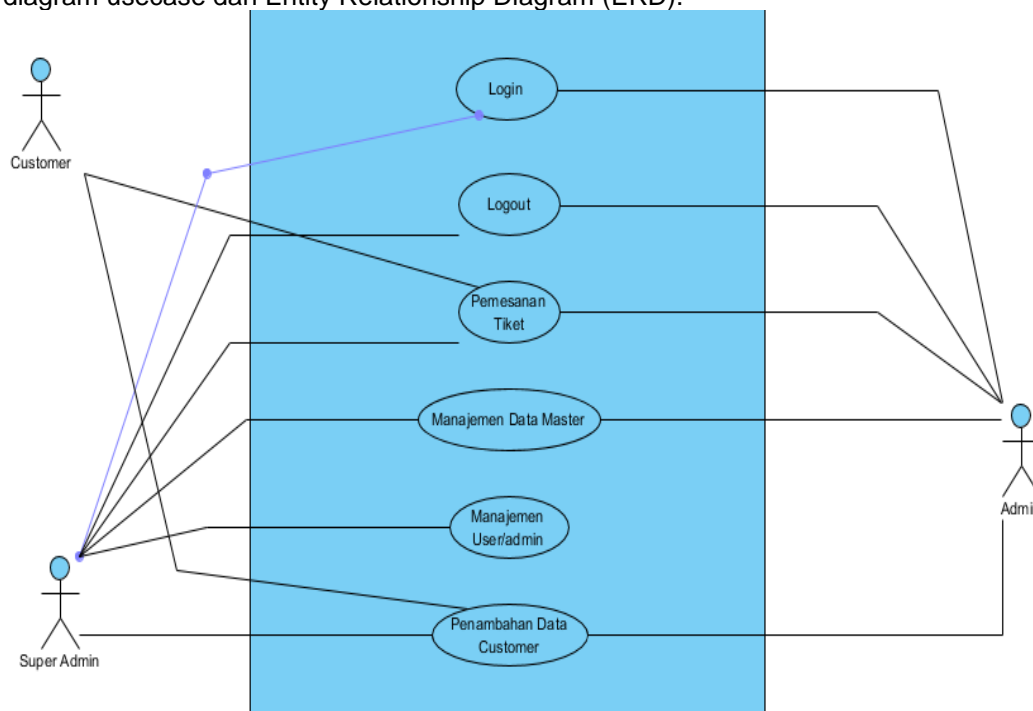 diagram usecase dan Entity Relationship Diagram (ERD).
Login
Customer
Logout
Pemesanan
Tiket
Manajemen Data Master
Manajemen
User/admin
Admi
Penambahan Data
Customer
Super Admin